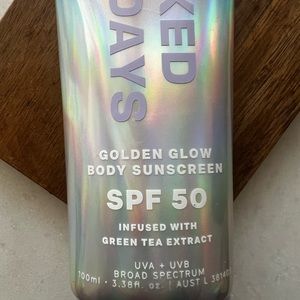 KED
DAYS
GOLDEN GLOW
BODY SUNSCREEN
SPF 50
INFUSED WITH
GREEN TEA EXTRACT
UVA + UVB
BROAD SPECTRUM
100ml • 3.38fl. oz. | AUST L